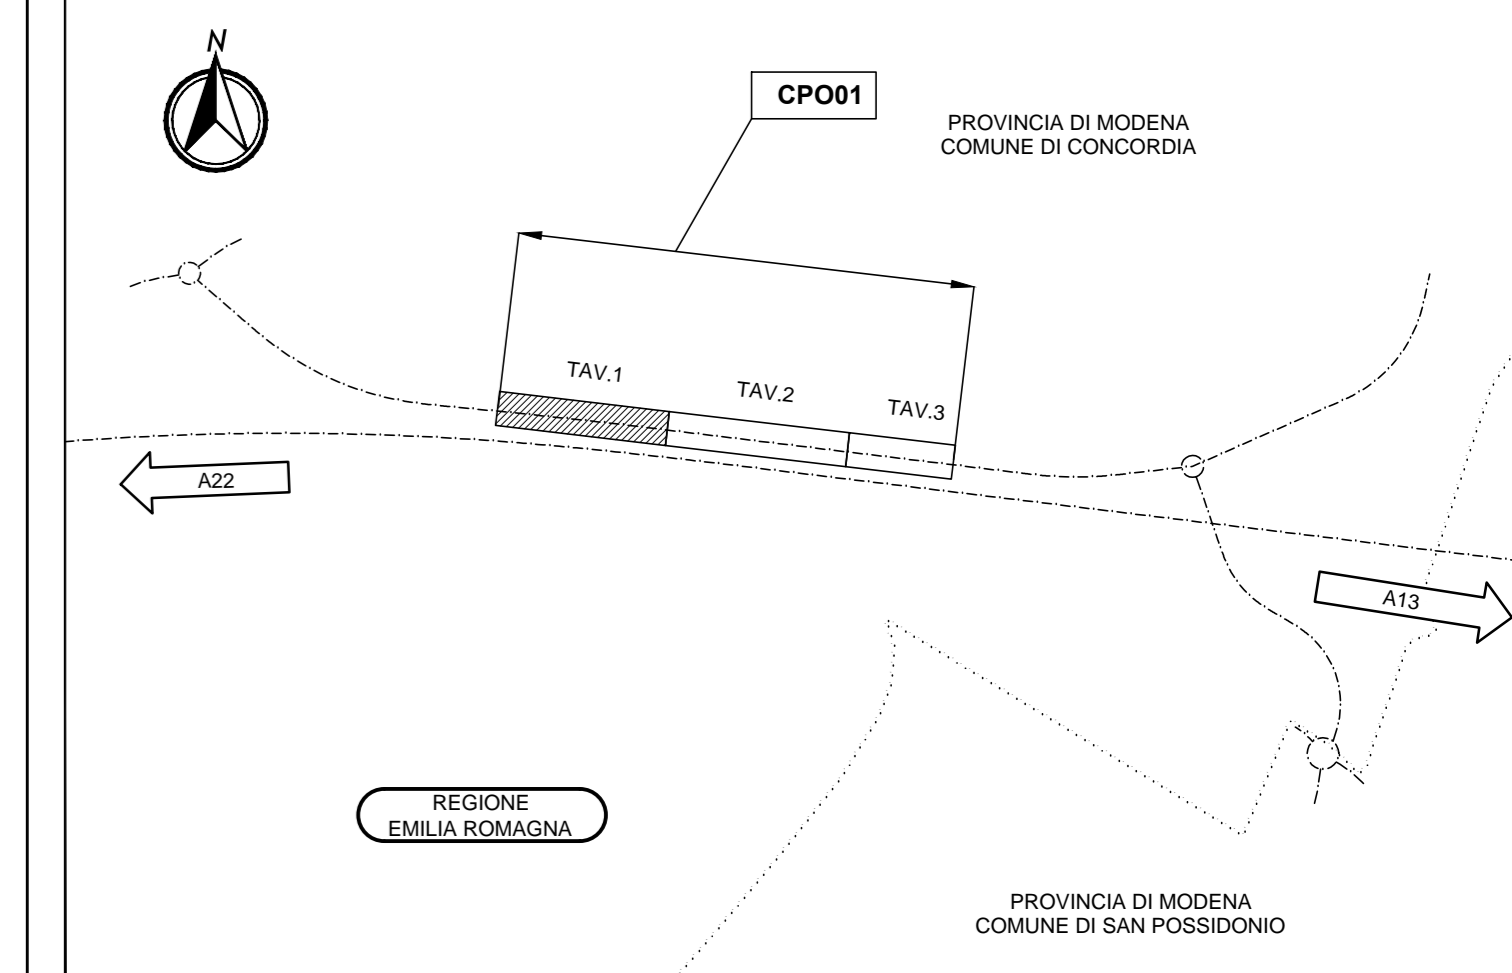 N
CPO01
PROVINCIA DI MODENA
COMUNE DI CONCORDIA
TAV.1
TAV.2
TAV.3
A22
A13
REGIONE
EMILIA ROMAGNA
PROVINCIA DI MODENA
COMUNE DI SAN POSSIDONIO